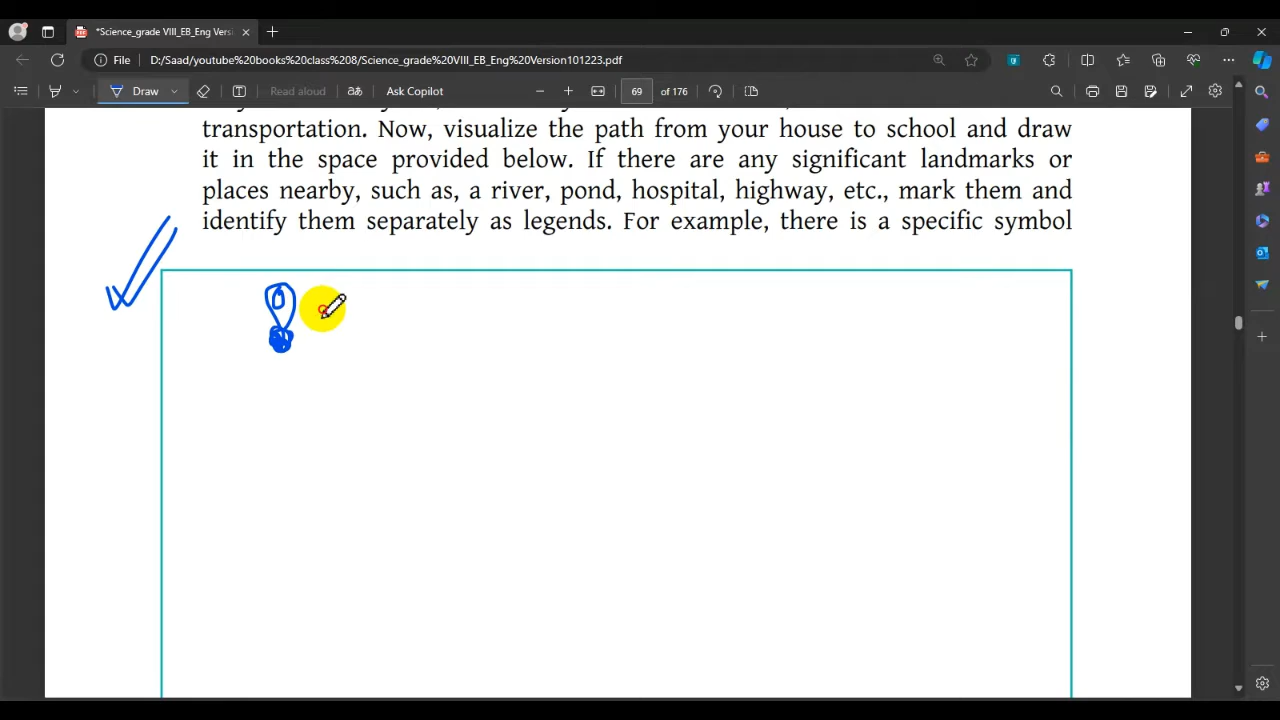 *Science_grade VIII_EB_Eng Versi
File
D:/Saad/youtube%20books%20class%208/Science_grade%20VIII_EB_Eng%20Version101223.pdf
Draw
Read aloud
aあ
Ask Copilot
69
of 176
transportation. Now, visualize the path from your house to school and draw
it in the space provided below. If there are any significant landmarks or
places nearby, such as, a river, pond, hospital, highway, etc., mark them and
identify them separately as legends. For example, there is a specific symbol